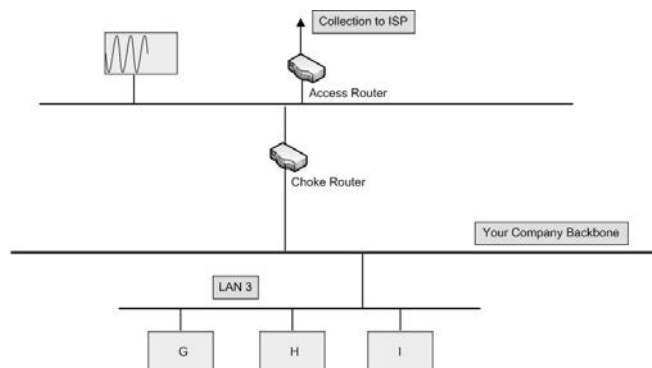 Collection to ISP
Access Router
Choke Router
Your Company Backbone
LAN 3
G
H
I